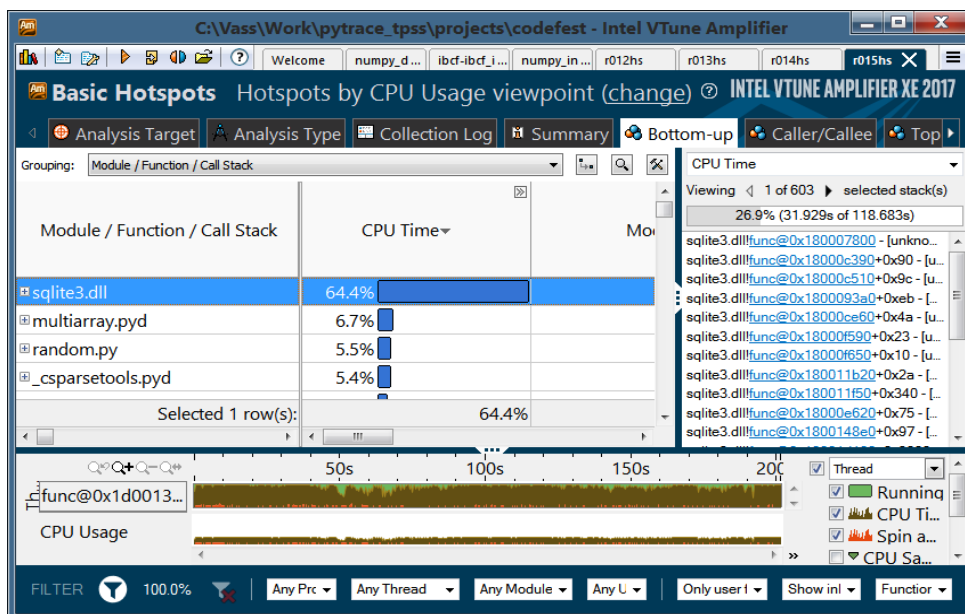 C:\Vass\Work\pytrace_tpss\projects\codefest - Intel VTune Amplifier
Welcome numpy_d... ibcf-ibcf_i... numpy_in... r012hs r013hs r014hs r015hs
Basic Hotspots Hotspots by CPU Usage viewpoint (change) INTEL VTUNE AMPLIFIER XE 2017
Analysis Target Analysis Type Collection Log Summary Bottom-up Caller/Callee Top
Grouping: Module / Function / Call Stack
CPU Time
Viewing 1 of 603 selected stack(s)
26.9% (31.929s of 118.683s)
Module / Function / Call Stack CPU Time
sqlite3.dll 64.4%
multiarray.pyd 6.7%
random.py 5.5%
_csparsetools.pyd 5.4%
Selected 1 row(s): 64.4%
sqlite3.dll!func@0x180007800 - [unkno...
sqlite3.dll!func@0x18000c390+0x90 - [u...
sqlite3.dll!func@0x18000c510+0x9c - [u...
sqlite3.dll!func@0x1800093a0+0xeb - [...
sqlite3.dll!func@0x18000ce60+0x4a - [u...
sqlite3.dll!func@0x18000f590+0x23 - [u...
sqlite3.dll!func@0x18000f650+0x10 - [u...
sqlite3.dll!func@0x180011b20+0x2a - [...
sqlite3.dll!func@0x180011f50+0x340 - [...
sqlite3.dll!func@0x18000e620+0x75 - [...
sqlite3.dll!func@0x1800148e0+0x97 - [...
50s 100s 150s 200
func@0x1d0013...
CPU Usage
Thread
Running
CPU Ti...
Spin a...
CPU Sa...
FILTER 100.0% Any Prc Any Thread Any Module Any U Only user f Show inl Functior